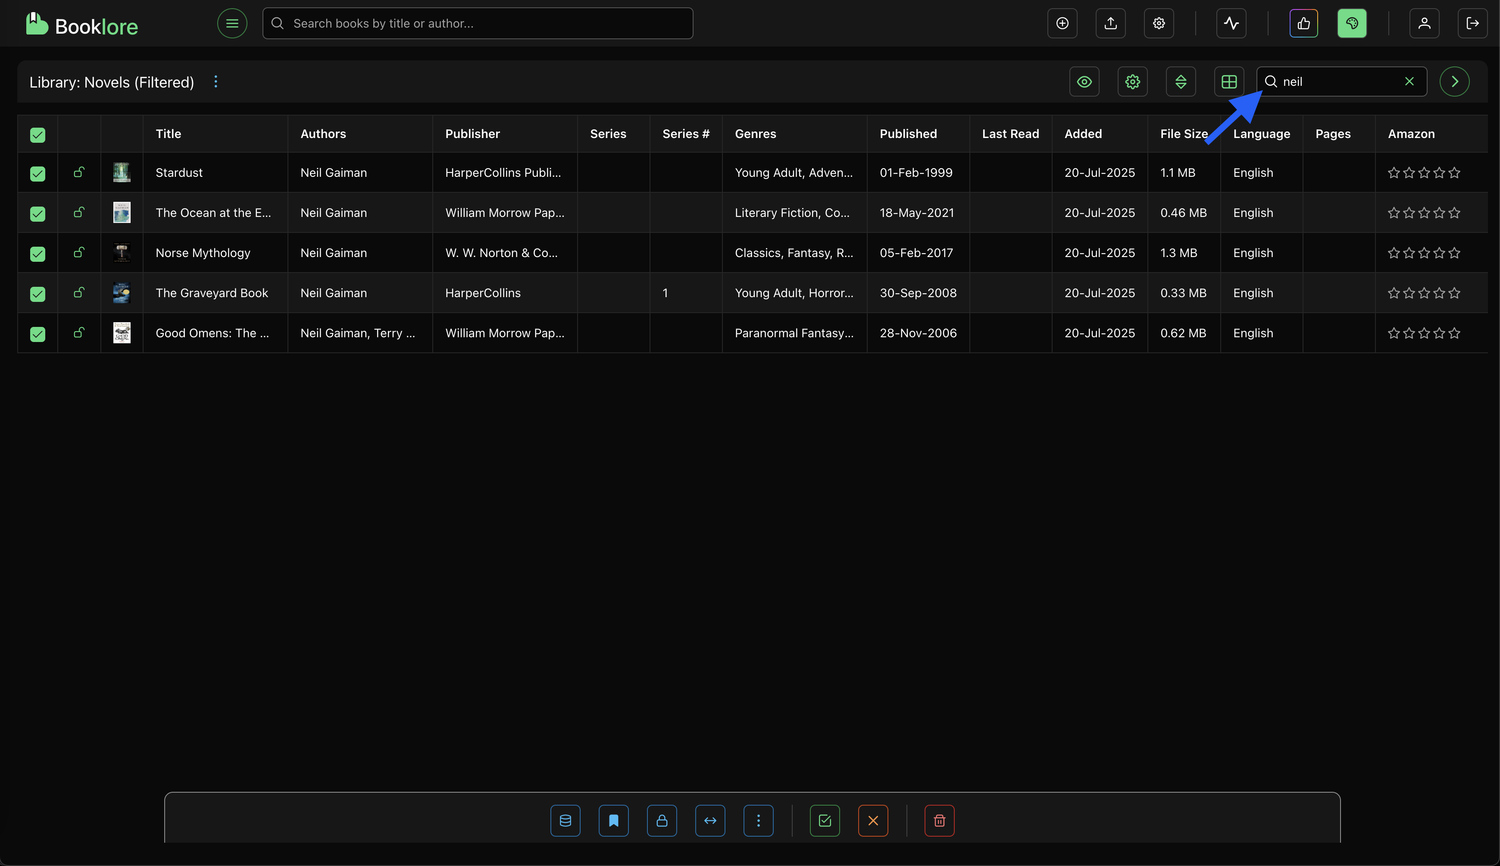 Booklore
Search books by title or author...
Library: Novels (Filtered)
neil
Title Authors Publisher Series Series # Genres Published Last Read Added File Size Language Pages Amazon
Stardust Neil Gaiman HarperCollins Publi... Young Adult, Adven... 01-Feb-1999 20-Jul-2025 1.1 MB English
The Ocean at the E... Neil Gaiman William Morrow Pap... Literary Fiction, Co... 18-May-2021 20-Jul-2025 0.46 MB English
Norse Mythology Neil Gaiman W. W. Norton & Co... Classics, Fantasy, R... 05-Feb-2017 20-Jul-2025 1.3 MB English
The Graveyard Book Neil Gaiman HarperCollins 1 Young Adult, Horror... 30-Sep-2008 20-Jul-2025 0.33 MB English
Good Omens: The ... Neil Gaiman, Terry ... William Morrow Pap... Paranormal Fantasy... 28-Nov-2006 20-Jul-2025 0.62 MB English